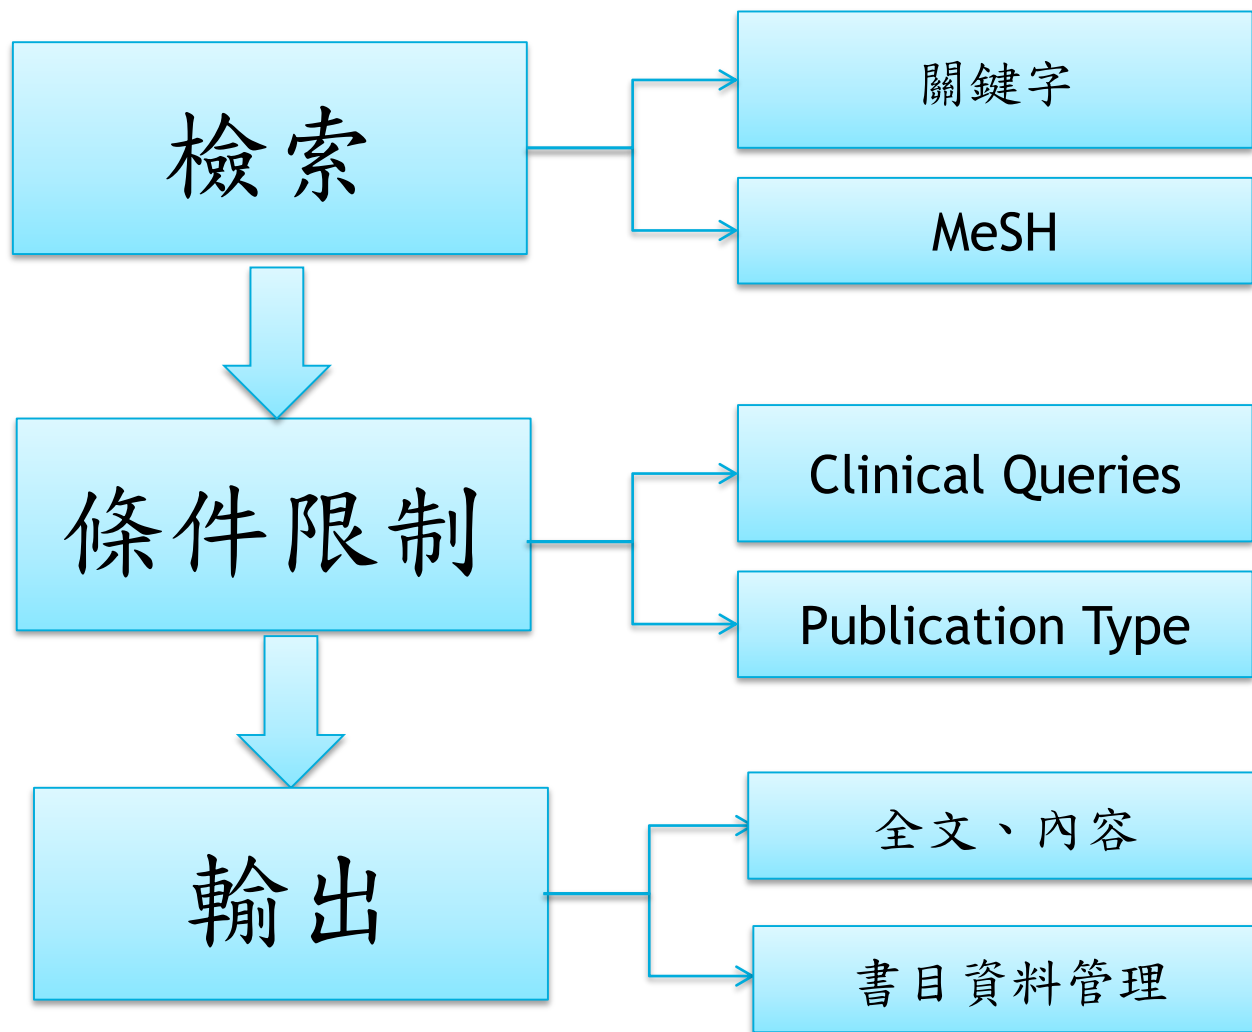 檢索
關鍵字
MeSH
條件限制
Clinical Queries
Publication Type
輸出
全文、內容
書目資料管理